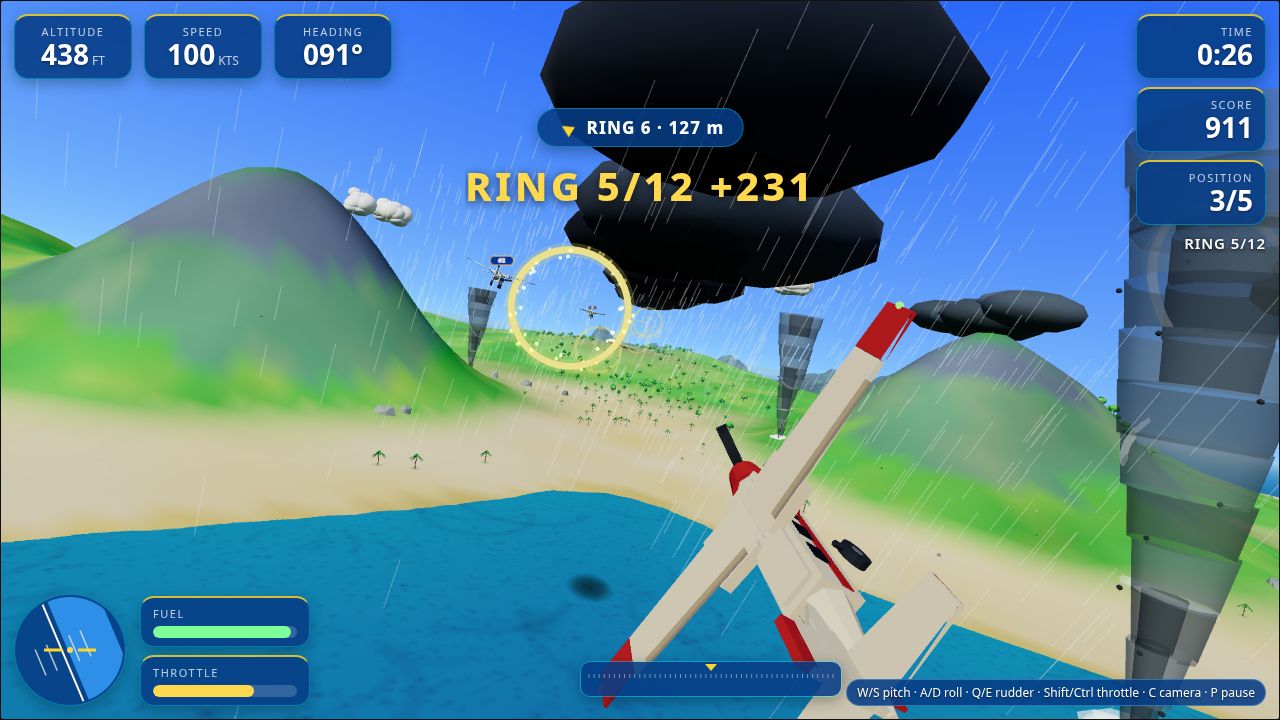 ALTITUDE
438 FT
SPEED
100 KTS
HEADING
091°
TIME
0:26
SCORE
911
POSITION
3/5
RING 5/12
RING 6 · 127 m
RING 5/12 +231
FUEL
THROTTLE
W/S pitch · A/D roll · Q/E rudder · Shift/Ctrl throttle · C camera · P pause